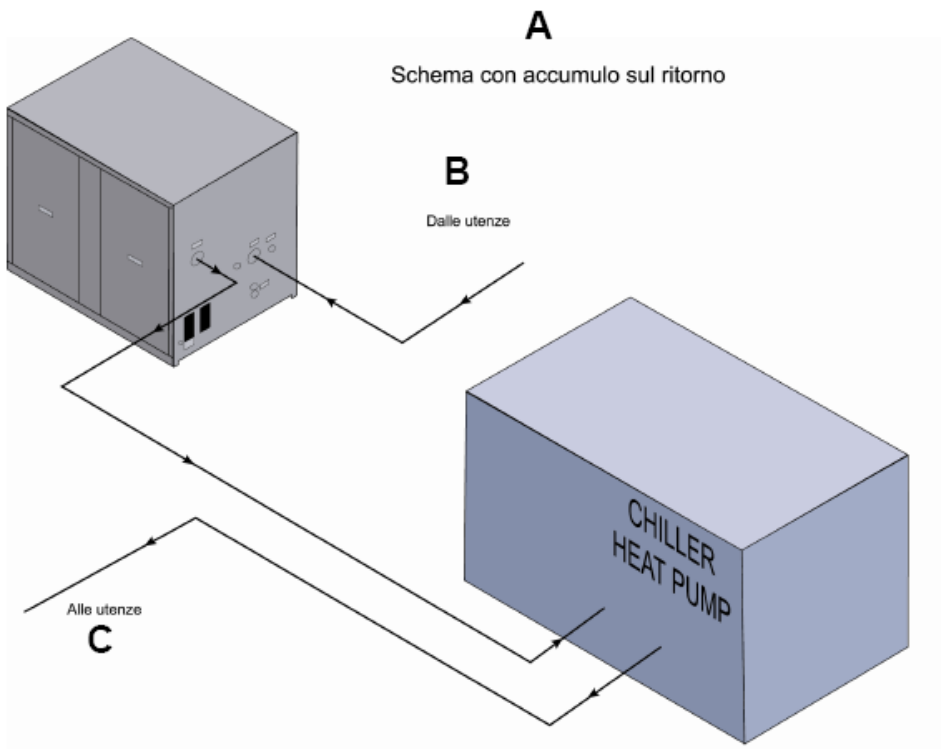 A
Schema con accumulo sul ritorno
B
Dalle utenze
CHILLER
HEAT PUMP
Alle utenze
C